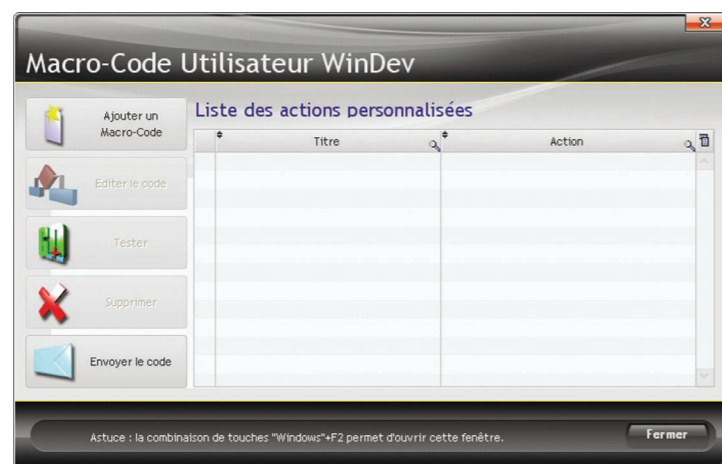 Macro-Code Utilisateur WinDev
Ajouter un
Macro-Code
Editer le code
Tester
Supprimer
Envoyer le code
Liste des actions personnalisées
Titre
Action
Astuce : la combinaison de touches "Windows"+F2 permet d'ouvrir cette fenêtre.
Fermer